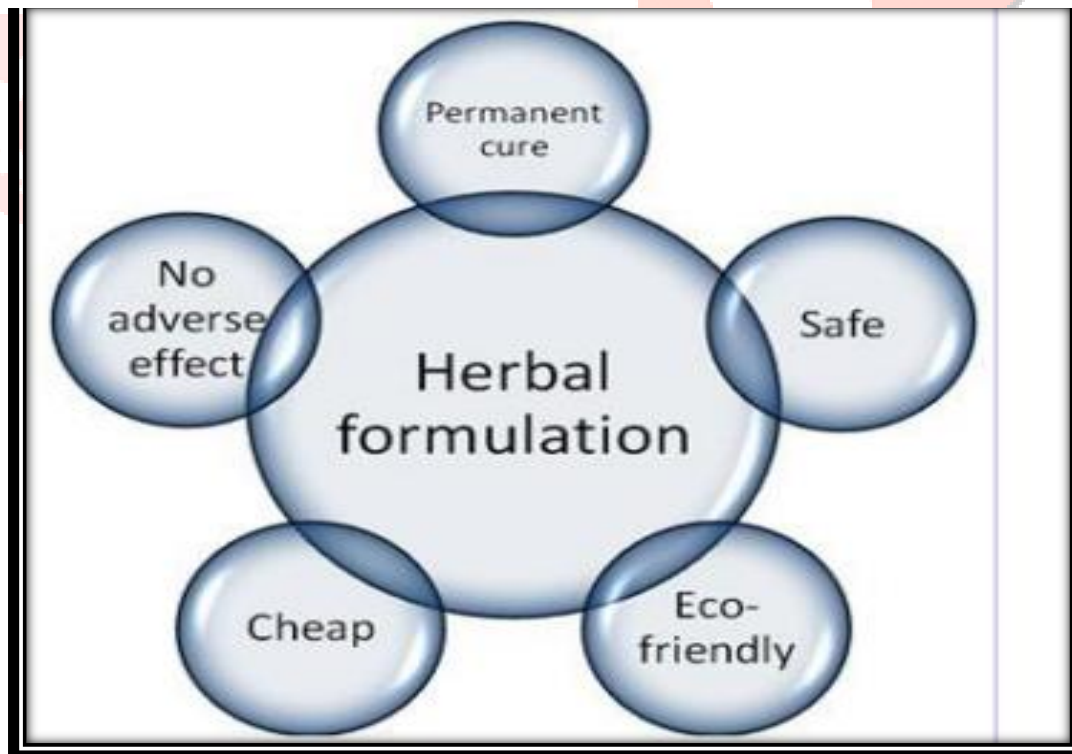 Permanent
cure
No
adverse
effect
Safe
Herbal
formulation
Cheap
Eco-
friendly